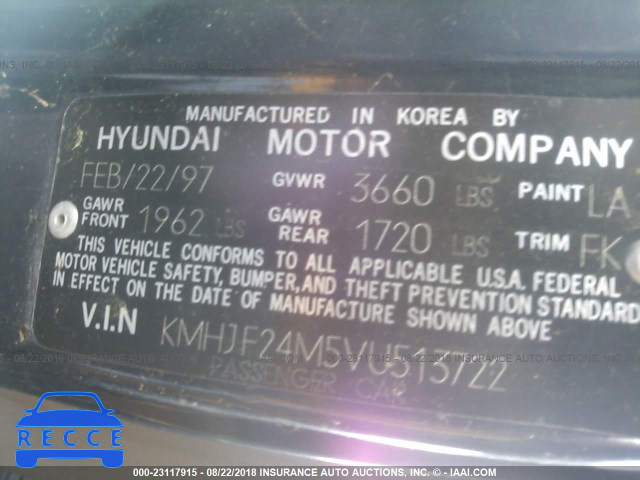 MANUFACTURED IN KOREA BY
HYUNDAI MOTOR COMPANY
FEB/22/97 GVWR 3660 LBS PAINT LA
GAWR FRONT 1962 LBS GAWR REAR 1720 LBS TRIM FK
THIS VEHICLE CONFORMS TO ALL APPLICABLE U.S.A. FEDERAL
MOTOR VEHICLE SAFETY, BUMPER, AND THEFT PREVENTION STANDARD
IN EFFECT ON THE DATE OF MANUFACTURE SHOWN ABOVE
V.I.N KMHJF24M5VU513722
PASSENGER CAR
RECCE
000-23117915 - 08/22/2018 INSURANCE AUTO AUCTIONS, INC. © - IAAI.COM